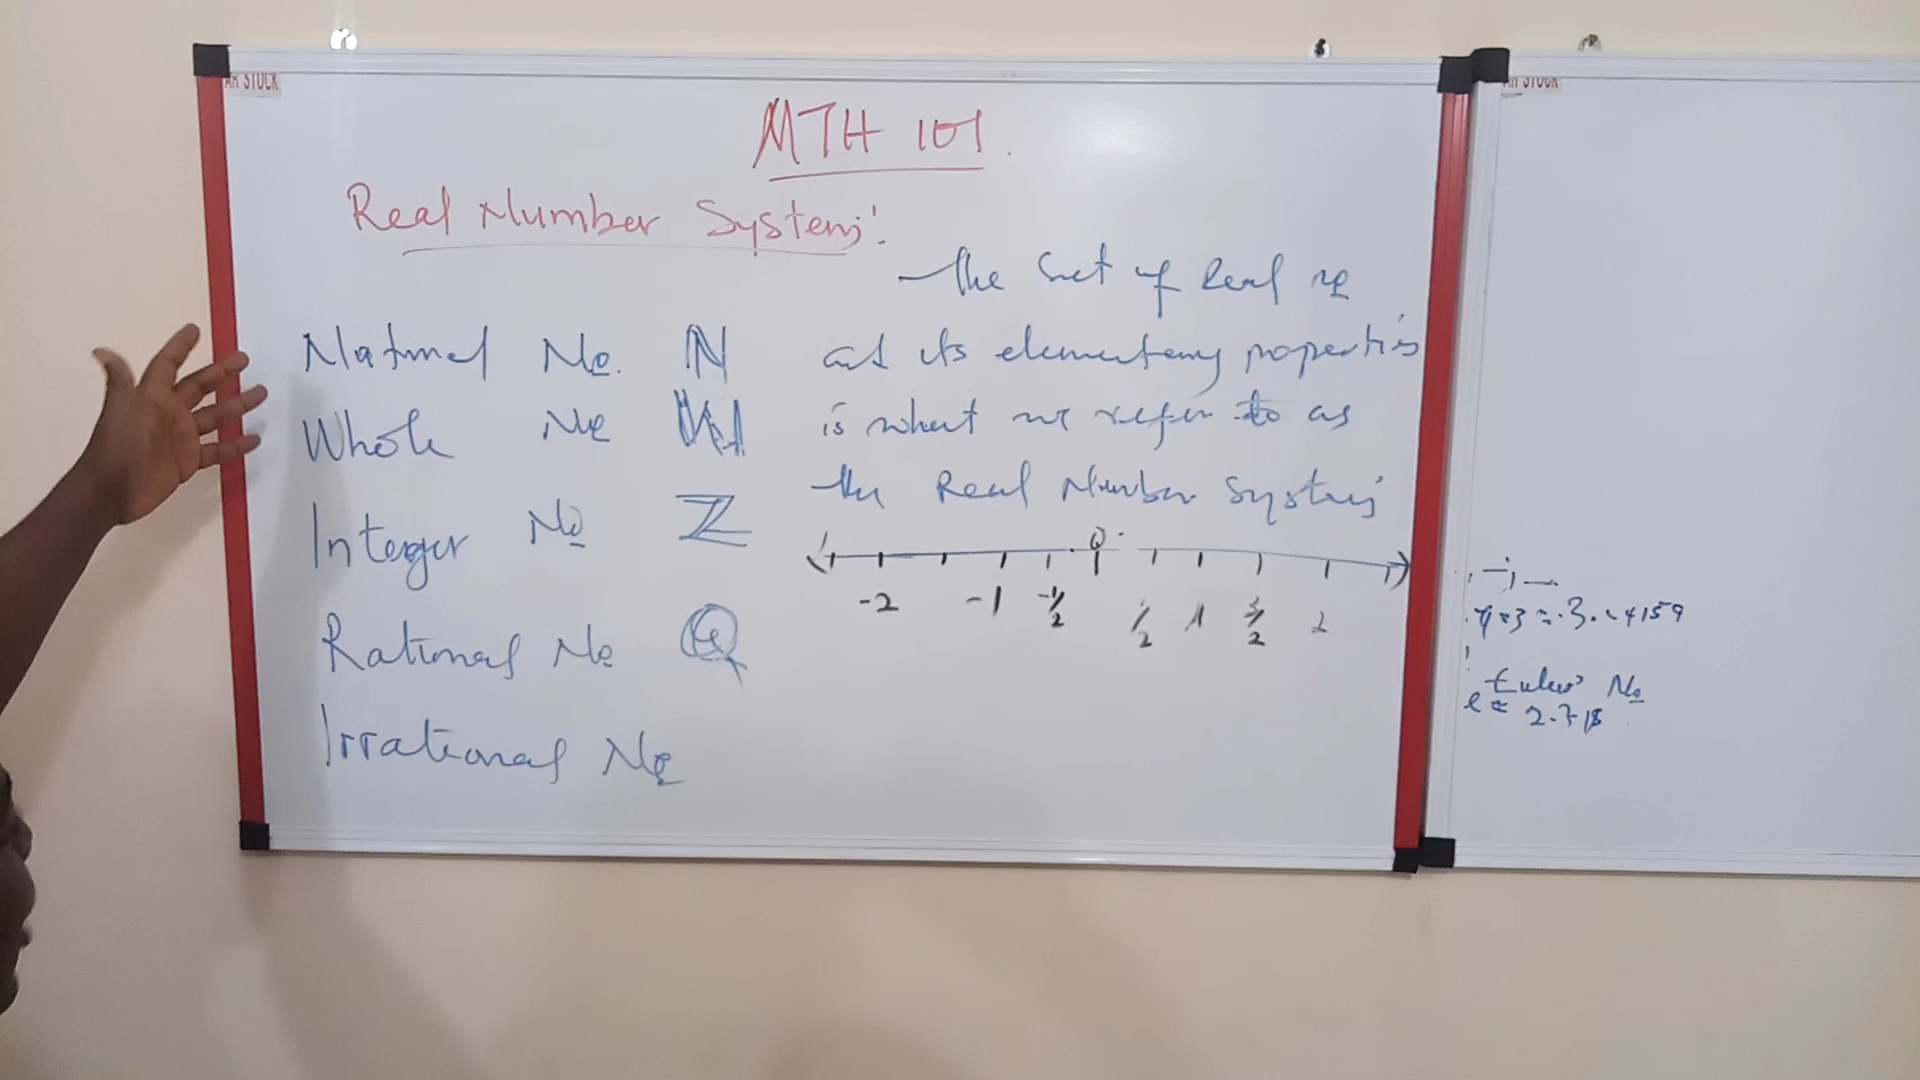 MTH 101.
Real Number System:
Natural No. N
Whole No W
Integer No Z
Rational No Q
Irrational No
The Set of Real No
and its elementary properties
is what we refer to as
the Real Number System
0
-2 -1 -1/2 1/2 1 3/2 2
Euler's No
e ≈ 2.718
AR STOCK